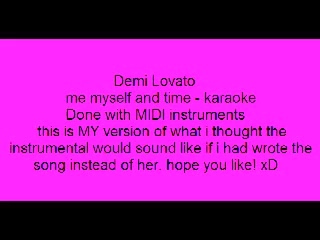 Demi Lovato
me myself and time - karaoke
Done with MIDI instruments
this is MY version of what i thought the
instrumental would sound like if i had wrote the
song instead of her. hope you like! xD